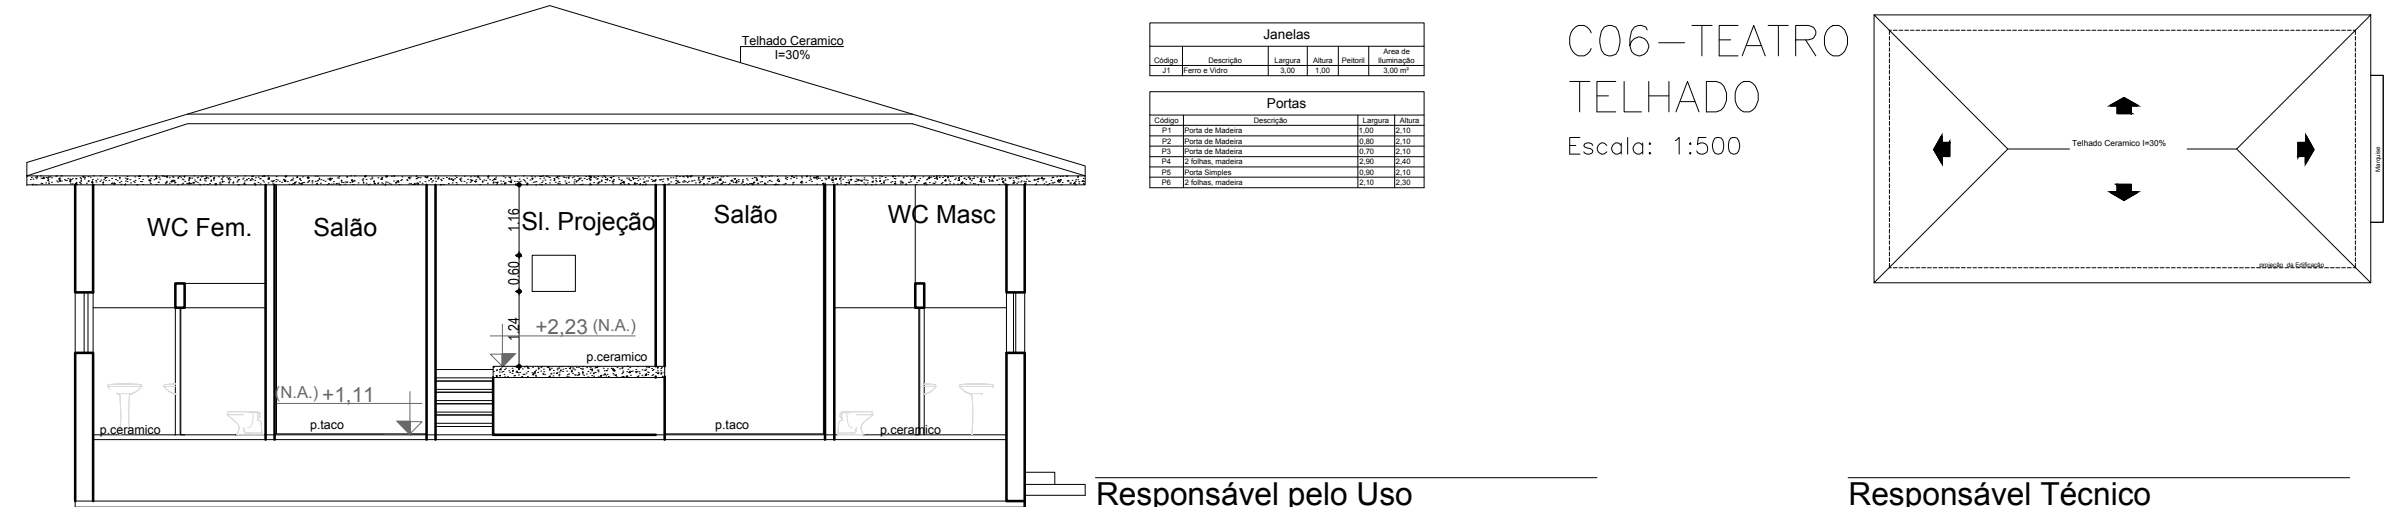 Telhado Ceramico
I=30%
WC Fem.
Salão
Sl. Projeção
Salão
WC Masc
1.16
0.60
1.24
+2,23 (N.A.)
p.ceramico
(N.A.) +1,11
p.ceramico
p.taco
p.taco
p.ceramico
Janelas
Código Descrição Largura Altura Peitoril Area de Iluminação
J1 Ferro e Vidro 3,00 1,00 3,00 m²
Portas
Código Descrição Largura Altura
P1 Porta de Madeira 1,00 2,10
P2 Porta de Madeira 0,80 2,10
P3 Porta de Madeira 0,70 2,10
P4 2 folhas, madeira 2,90 2,40
P5 Porta Simples 0,90 2,10
P6 2 folhas, madeira 2,10 2,30
C06-TEATRO
TELHADO
Escala: 1:500
Telhado Ceramico I=30%
Marquise
projeção da Edificação
Responsável pelo Uso
Responsável Técnico